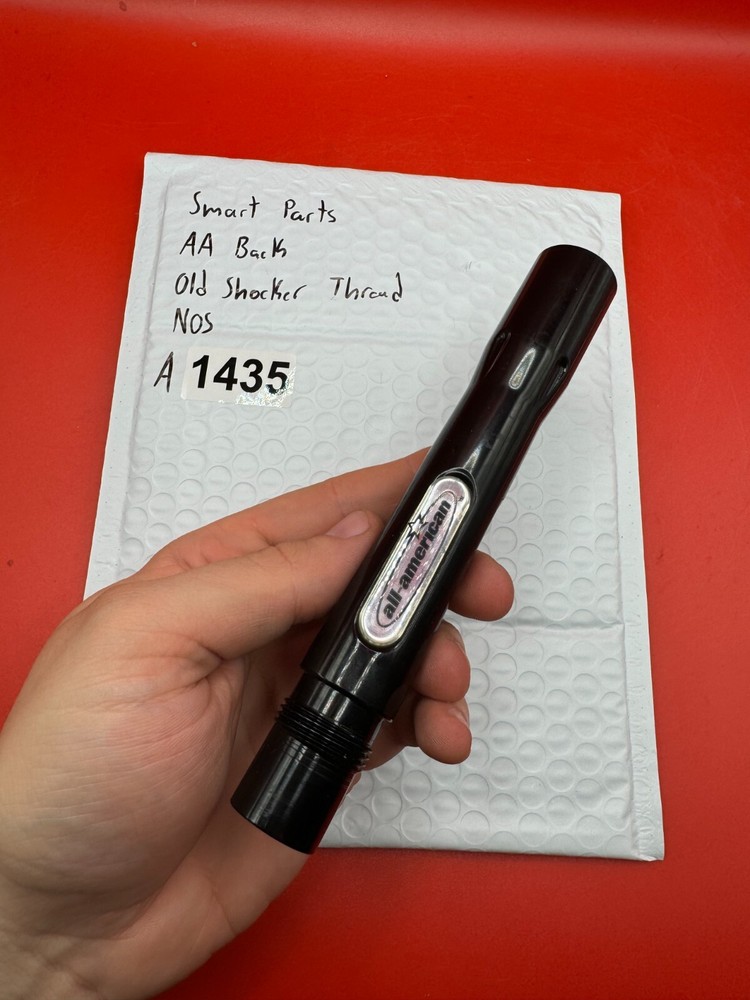 Smart Parts
AA Back
Old Shocker Thread
NOS
A 1435
all-american